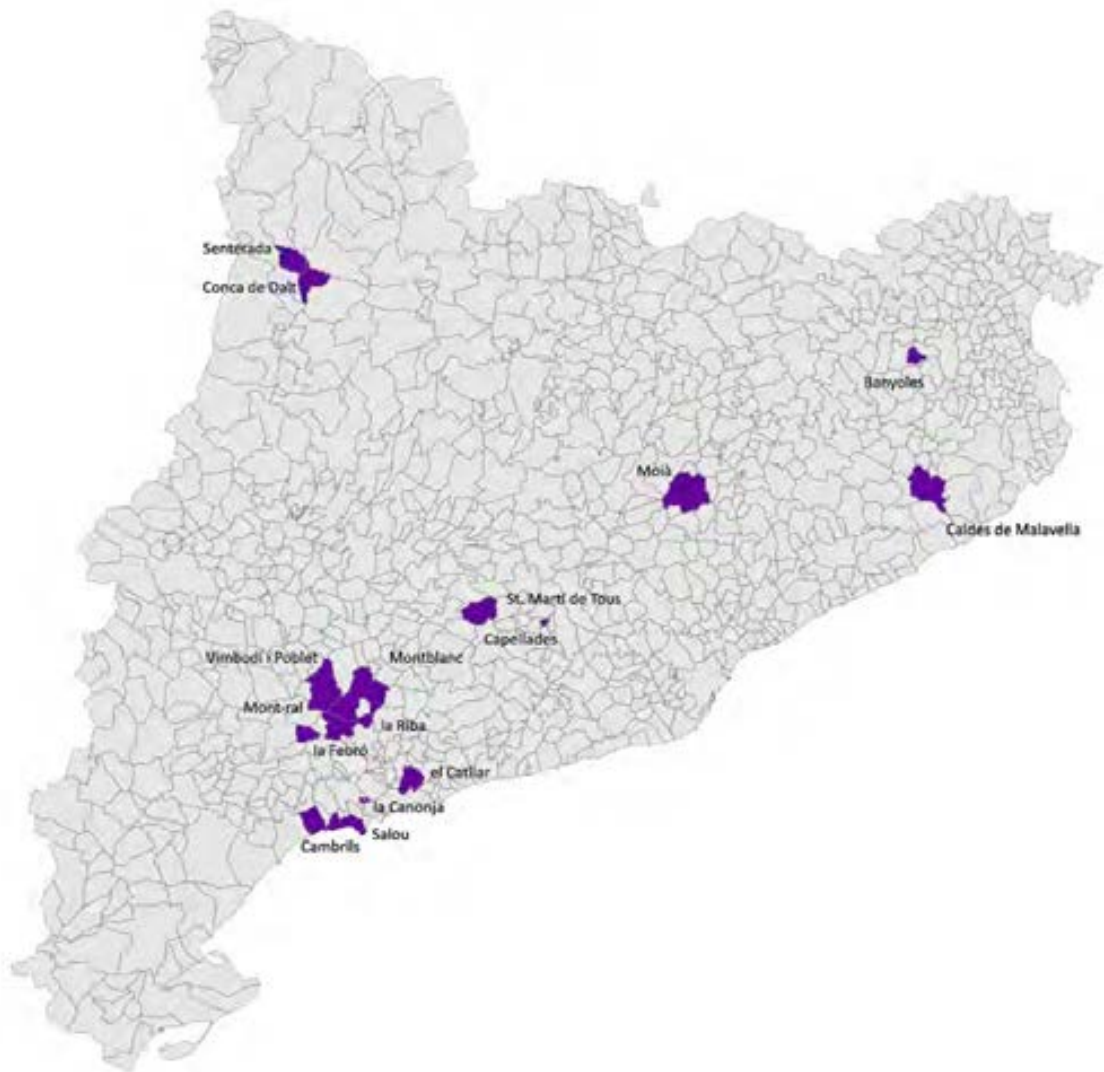 Senterada
Conca de Dalt
Banyoles
Moià
Caldes de Malavella
St. Martí de Tous
Capellades
Vimbodí i Poblet
Montblanc
Mont-ral
la Riba
la Febró
el Catllar
la Canonja
Salou
Cambrils